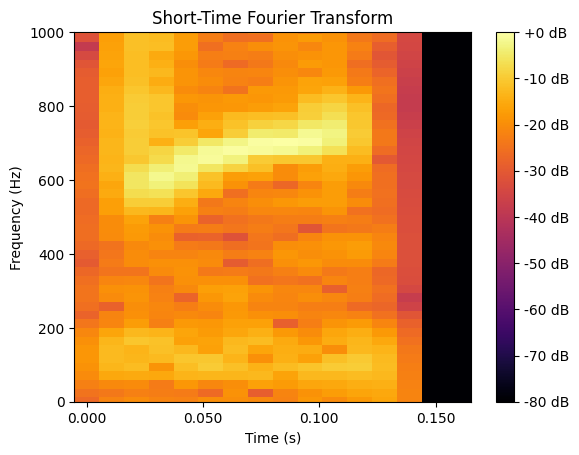 Short-Time Fourier Transform
1000
800
600
400
200
0
Frequency (Hz)
0.000
0.050
0.100
0.150
Time (s)
+0 dB
-10 dB
-20 dB
-30 dB
-40 dB
-50 dB
-60 dB
-70 dB
-80 dB